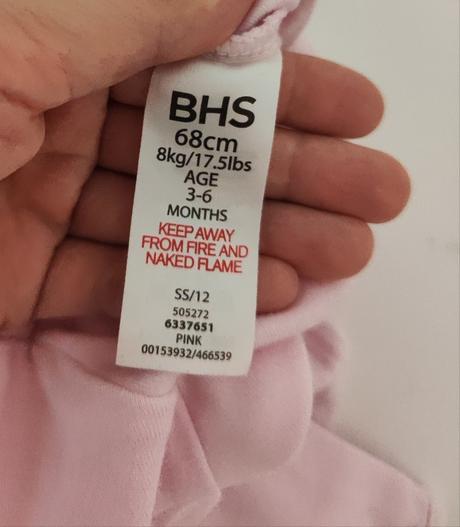 BHS
68cm
8kg/17.5lbs
AGE
3-6
MONTHS
KEEP AWAY
FROM FIRE AND
NAKED FLAME
SS/12
505272
6337651
PINK
00153932/466539